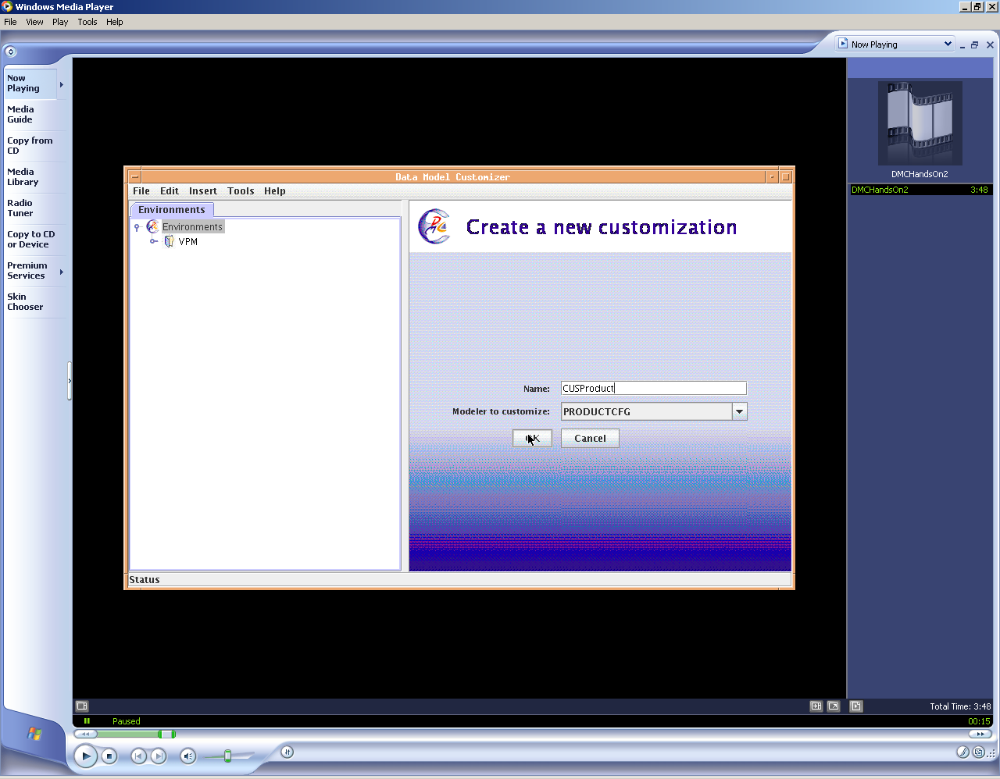 Windows Media Player
File View Play Tools Help
Now Playing
Now
Playing
Media
Guide
Copy from
CD
Media
Library
Radio
Tuner
Copy to CD
or Device
Premium
Services
Skin
Chooser
Data Model Customizer
File Edit Insert Tools Help
Environments
Environments
VPM
Create a new customization
Name: CUSProduct
Modeler to customize: PRODUCTCFG
OK Cancel
Status
DMCHandsOn2
DMCHandsOn2 3:48
Total Time: 3:48
Paused 00:15